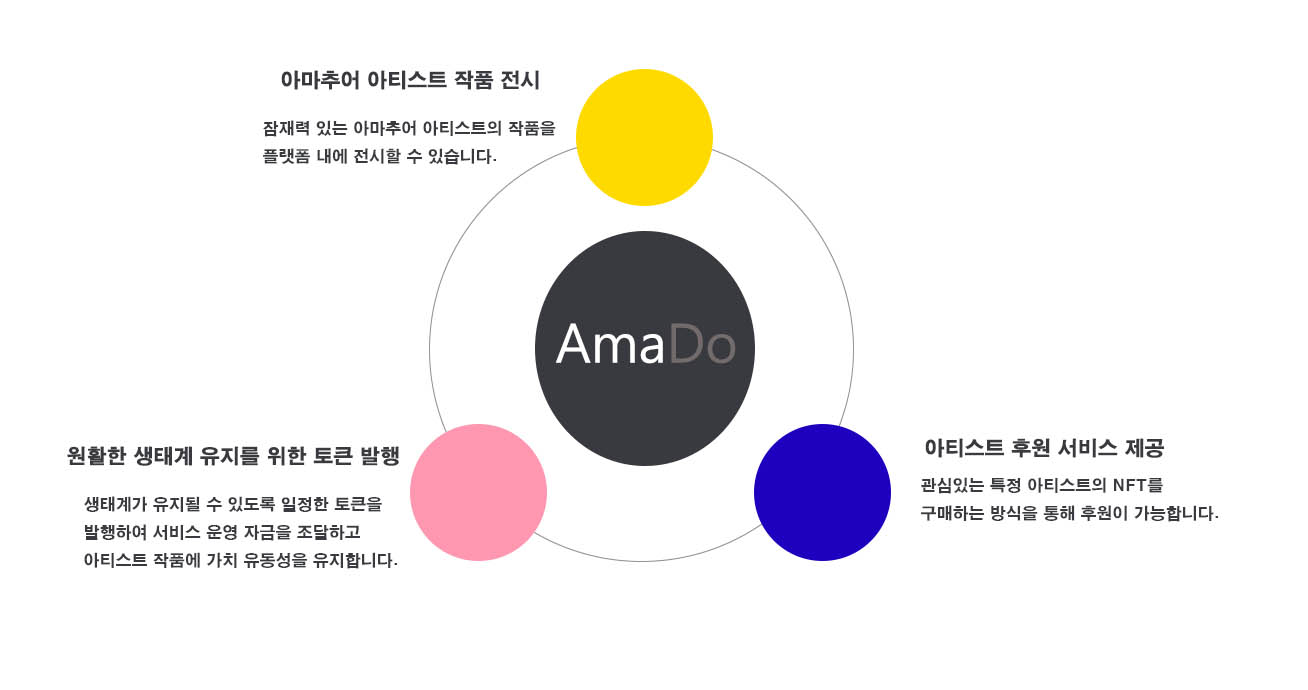 아마추어 아티스트 작품 전시
잠재력 있는 아마추어 아티스트의 작품을
플랫폼 내에 전시할 수 있습니다.
AmaDo
원활한 생태계 유지를 위한 토큰 발행
생태계가 유지될 수 있도록 일정한 토큰을
발행하여 서비스 운영 자금을 조달하고
아티스트 작품에 가치 유동성을 유지합니다.
아티스트 후원 서비스 제공
관심있는 특정 아티스트의 NFT를
구매하는 방식을 통해 후원이 가능합니다.